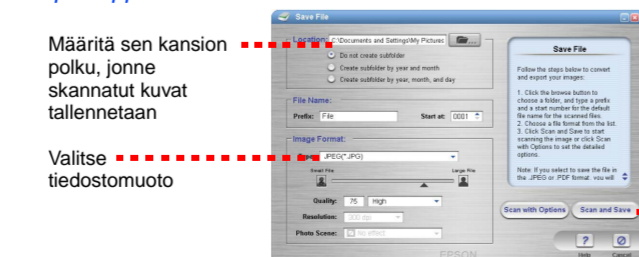 Määritä sen kansion
polku, jonne
skannatut kuvat
tallennetaan
Valitse
tiedostomuoto
Save File
Location: C:\Documents and Settings\My Pictures
Do not create subfolder
Create subfolder by year and month
Create subfolder by year, month, and day
File Name:
Prefix: File Start at: 0001
Image Format:
JPEG(*.JPG)
Small File Large File
Quality: 75 High
Resolution: 300 dpi
Photo Scene: No effect
EPSON
Save File
Follow the steps below to convert
and export your images:
1. Click the browse button to
choose a folder, and type a prefix
and a start number for the default
file name for the scanned files.
2. Choose a file format from the list.
3. Click Scan and Save to start
scanning the image or click Scan
with Options to set the detailed
options.
Note: If you select to save the file in
the JPEG or PDF format, you will
Scan with Options Scan and Save
? 
Help Cancel